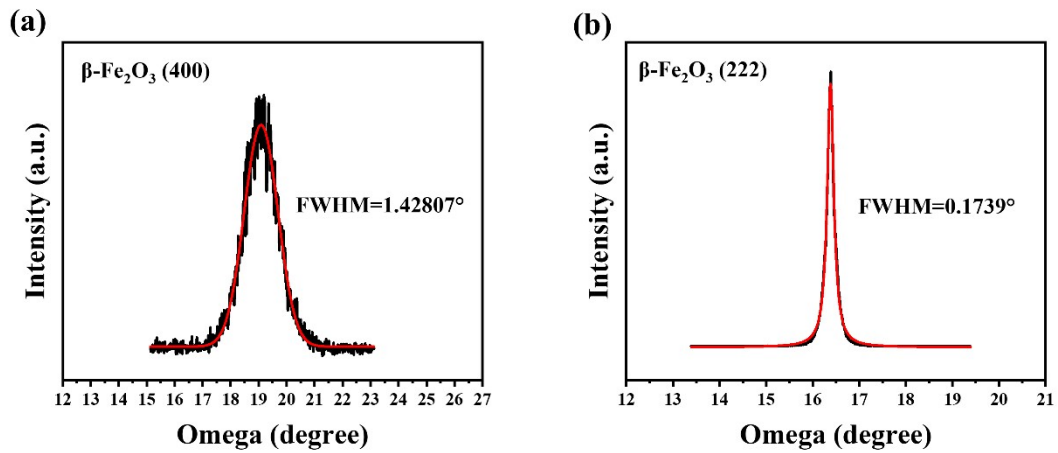 (a)
β-Fe₂O₃ (400)
FWHM=1.42807°
Intensity (a.u.)
12 13 14 15 16 17 18 19 20 21 22 23 24 25 26 27
Omega (degree)
(b)
β-Fe₂O₃ (222)
FWHM=0.1739°
Intensity (a.u.)
12 13 14 15 16 17 18 19 20 21
Omega (degree)